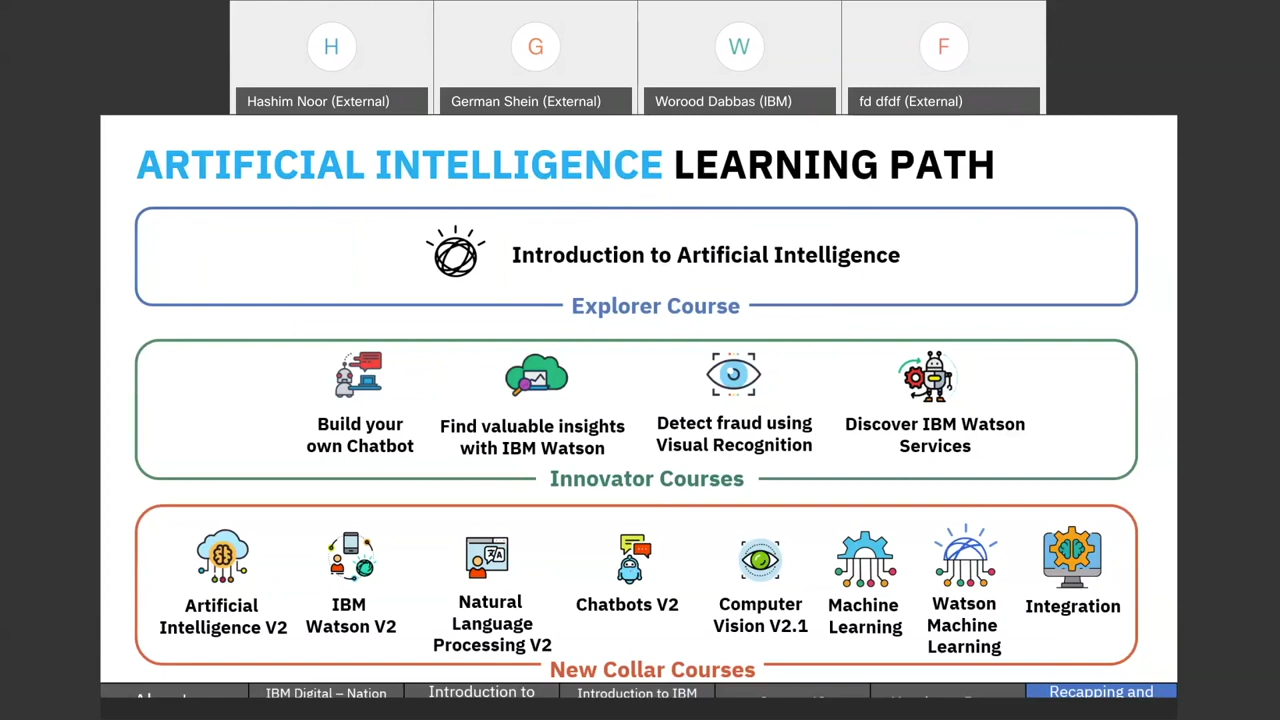 H
G
W
F
Hashim Noor (External)
German Shein (External)
Worood Dabbas (IBM)
fd dfdf (External)
ARTIFICIAL INTELLIGENCE LEARNING PATH
Introduction to Artificial Intelligence
Explorer Course
Build your
own Chatbot
Find valuable insights
with IBM Watson
Detect fraud using
Visual Recognition
Discover IBM Watson
Services
Innovator Courses
Artificial
Intelligence V2
IBM
Watson V2
Natural
Language
Processing V2
Chatbots V2
Computer
Vision V2.1
Machine
Learning
Watson
Machine
Learning
Integration
New Collar Courses
IBM Digital – Nation
Introduction to
Introduction to IBM
Recapping and